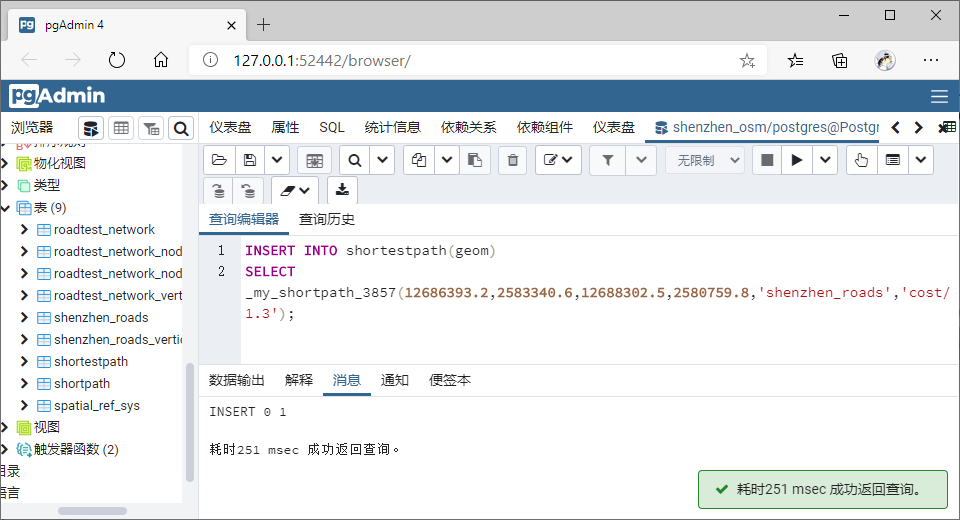 pgAdmin 4
127.0.0.1:52442/browser/
pgAdmin
浏览器
仪表盘 属性 SQL 统计信息 依赖关系 依赖组件 仪表盘 shenzhen_osm/postgres@Postgr
物化视图
类型
表 (9)
roadtest_network
roadtest_network_nod
roadtest_network_nod
roadtest_network_vert
shenzhen_roads
shenzhen_roads_vertic
shortestpath
shortpath
spatial_ref_sys
视图
触发器函数 (2)
目录
语言
无限制
查询编辑器 查询历史
1 INSERT INTO shortestpath(geom)
2 SELECT
_my_shortpath_3857(12686393.2,2583340.6,12688302.5,2580759.8,'shenzhen_roads','cost/
1.3');
数据输出 解释 消息 通知 便签本
INSERT 0 1
耗时251 msec 成功返回查询。
耗时251 msec 成功返回查询。